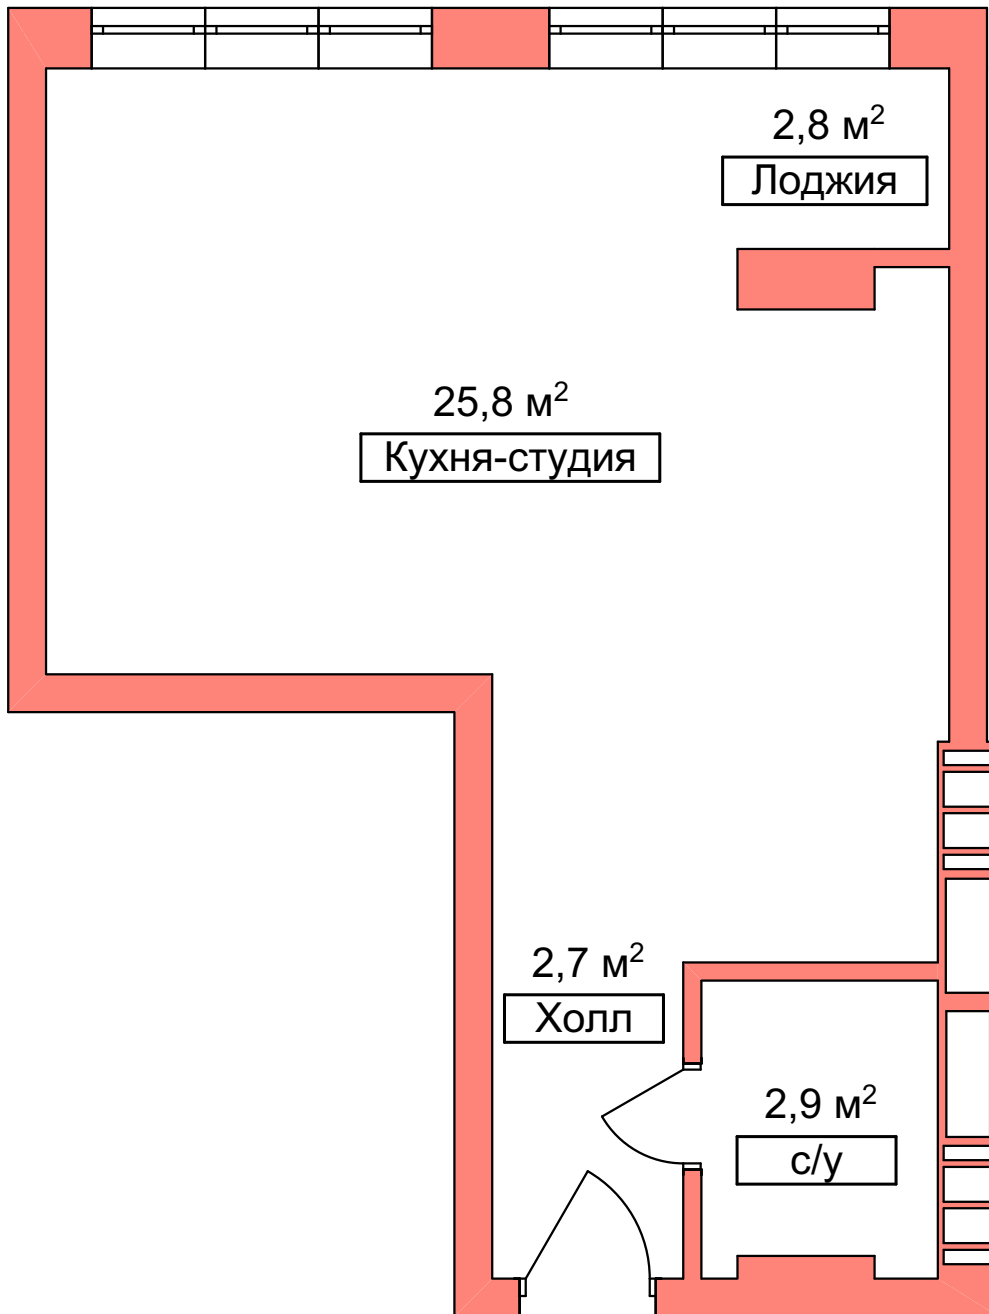 2,8 м²
Лоджия
25,8 м²
Кухня-студия
2,7 м²
Холл
2,9 м²
с/у